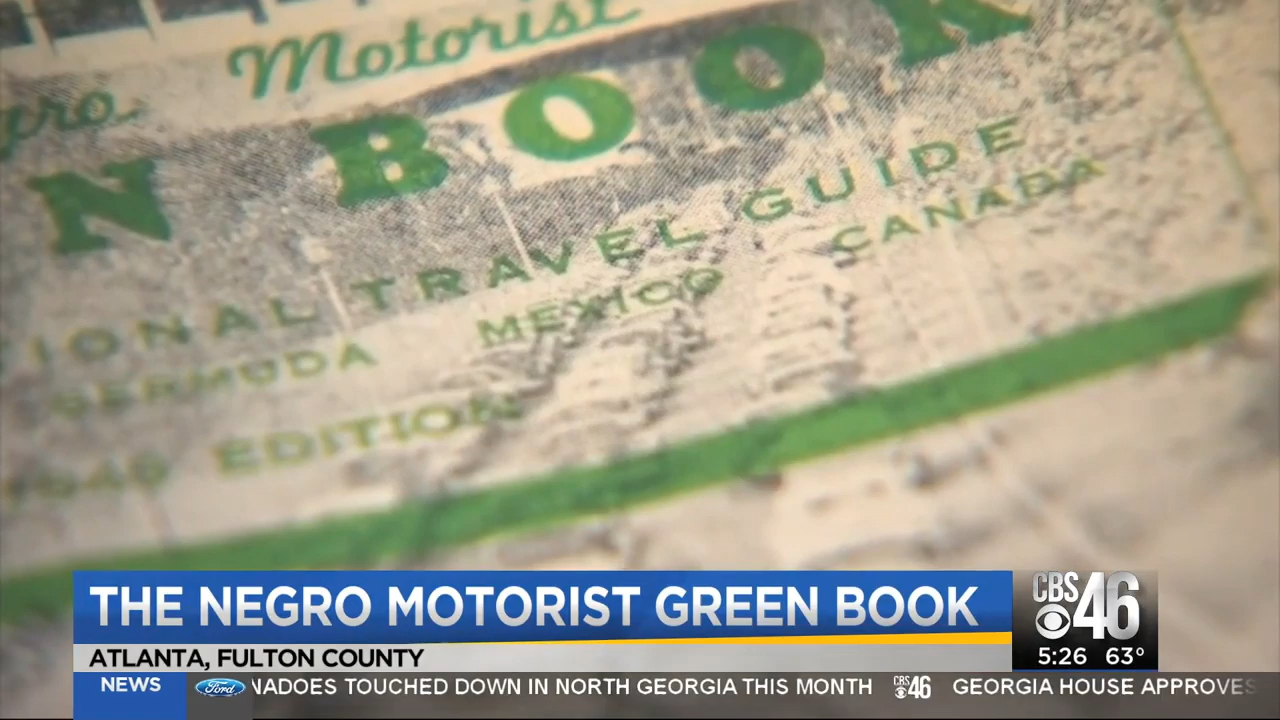 Motorist
N BOOK
IONAL TRAVEL GUIDE
BERMUDA MEXICO CANADA
EDITION
THE NEGRO MOTORIST GREEN BOOK
ATLANTA, FULTON COUNTY
CBS 46
5:26 63°
NEWS
Ford
NADOES TOUCHED DOWN IN NORTH GEORGIA THIS MONTH CBS 46 GEORGIA HOUSE APPROVES